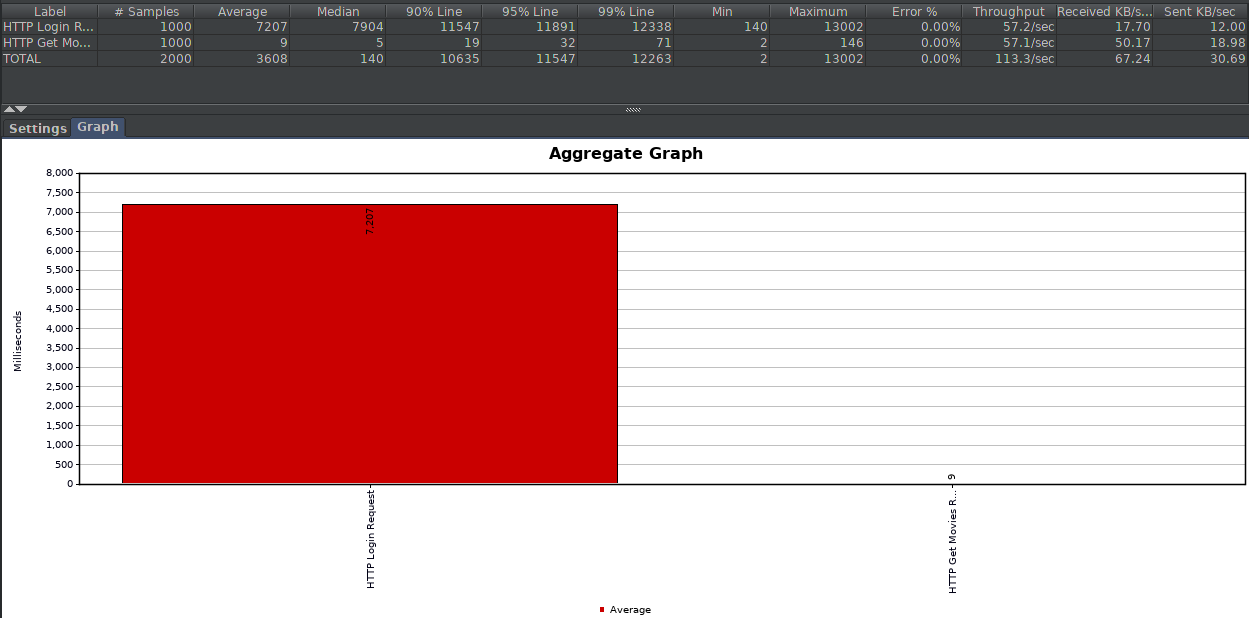 Label # Samples Average Median 90% Line 95% Line 99% Line Min Maximum Error % Throughput Received KB/s... Sent KB/sec
HTTP Login R... 1000 7207 7904 11547 11891 12338 140 13002 0.00% 57.2/sec 17.70 12.00
HTTP Get Mo... 1000 9 5 19 32 71 2 146 0.00% 57.1/sec 50.17 18.98
TOTAL 2000 3608 140 10635 11547 12263 2 13002 0.00% 113.3/sec 67.24 30.69
Settings Graph
Aggregate Graph
Milliseconds
8,000
7,500
7,000
6,500
6,000
5,500
5,000
4,500
4,000
3,500
3,000
2,500
2,000
1,500
1,000
500
0
7,207
9
HTTP Login Request
HTTP Get Movies R...
Average